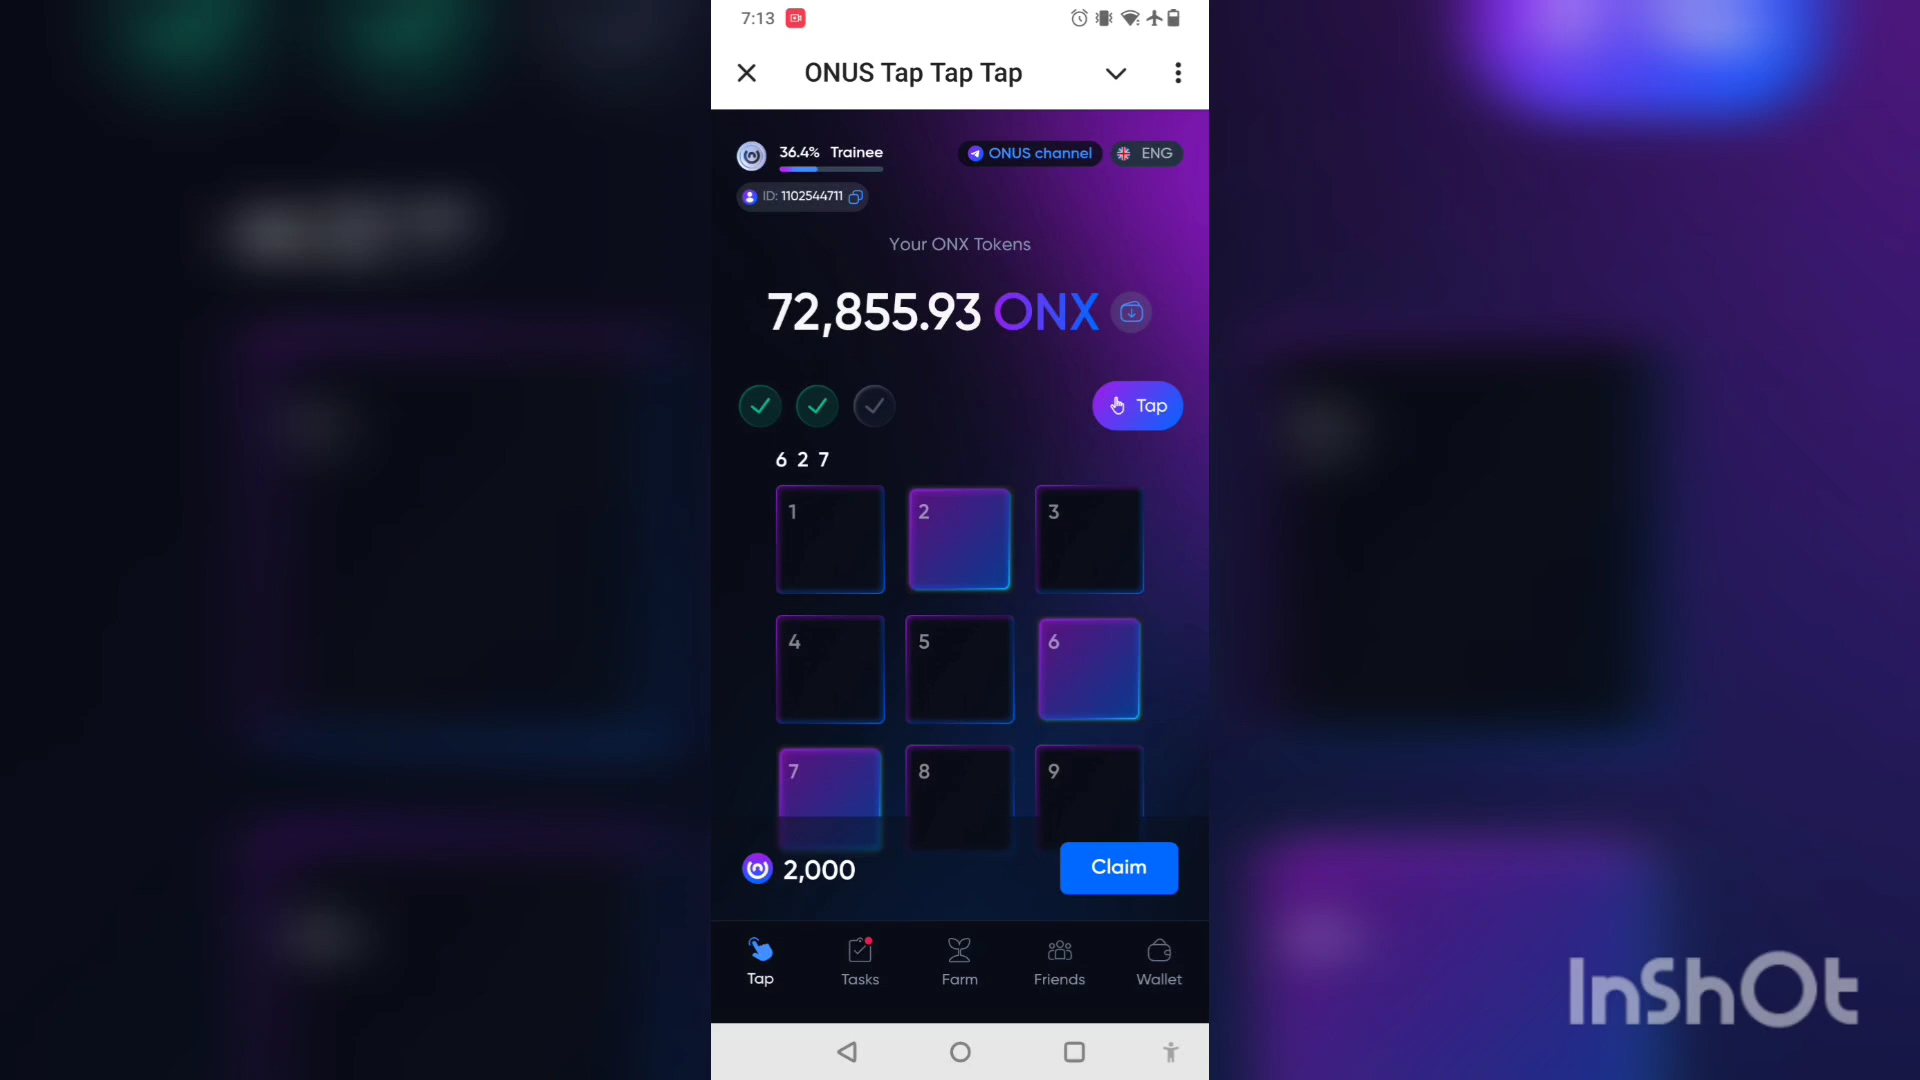 7:13
ONUS Tap Tap Tap
36.4% Trainee
ONUS channel
ENG
ID: 1102544711
Your ONX Tokens
72,855.93 ONX
Tap
6 2 7
1 2 3
4 5 6
7 8 9
2,000
Claim
Tap Tasks Farm Friends Wallet
InShOt